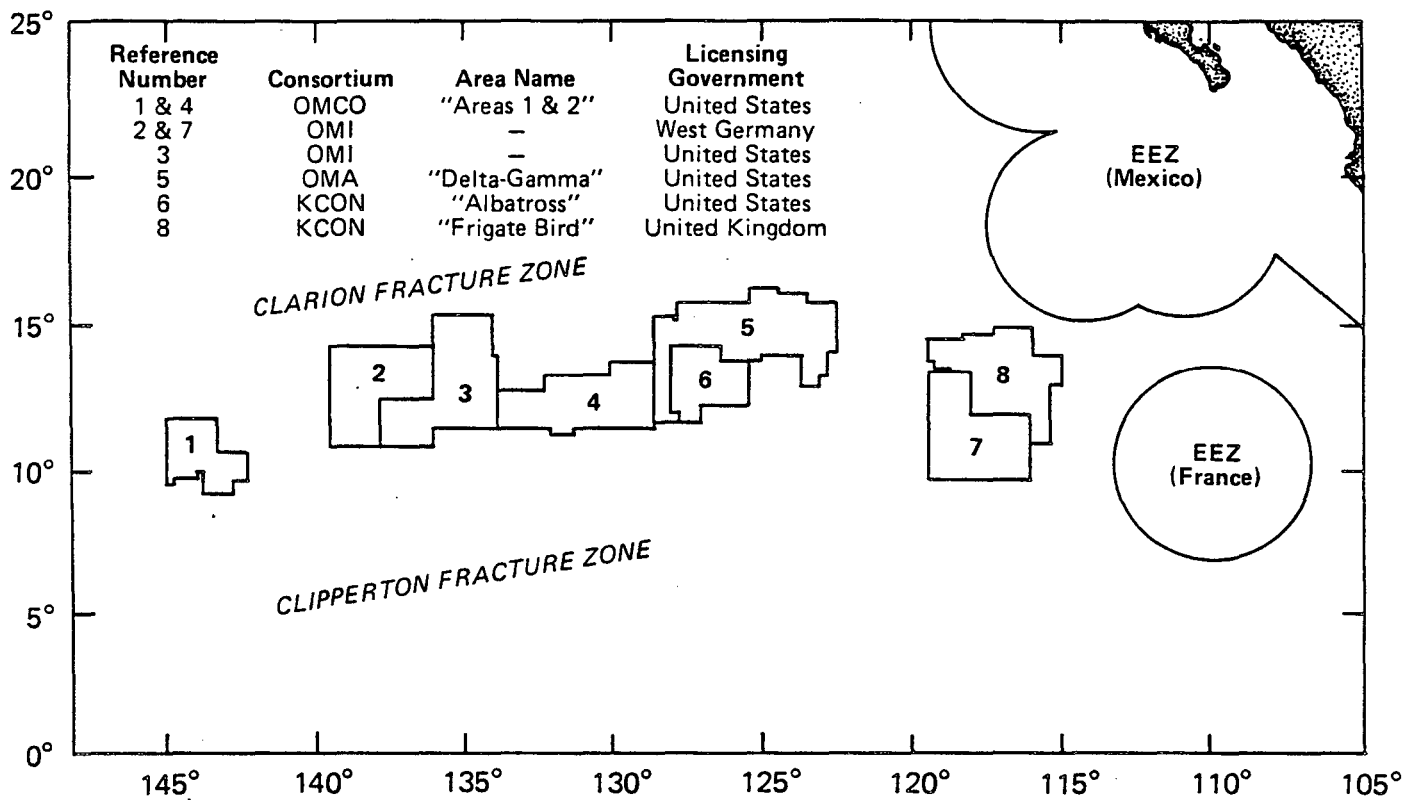 25°
Reference Number Consortium Area Name Licensing Government
1 & 4 OMCO "Areas 1 & 2" United States
2 & 7 OMI – West Germany
3 OMI – United States
5 OMA "Delta-Gamma" United States
6 KCON "Albatross" United States
8 KCON "Frigate Bird" United Kingdom
EEZ
(Mexico)
20°
CLARION FRACTURE ZONE
15°
1
2
3
4
5
6
7
8
10°
EEZ
(France)
CLIPPERTON FRACTURE ZONE
5°
0°
145° 140° 135° 130° 125° 120° 115° 110° 105°